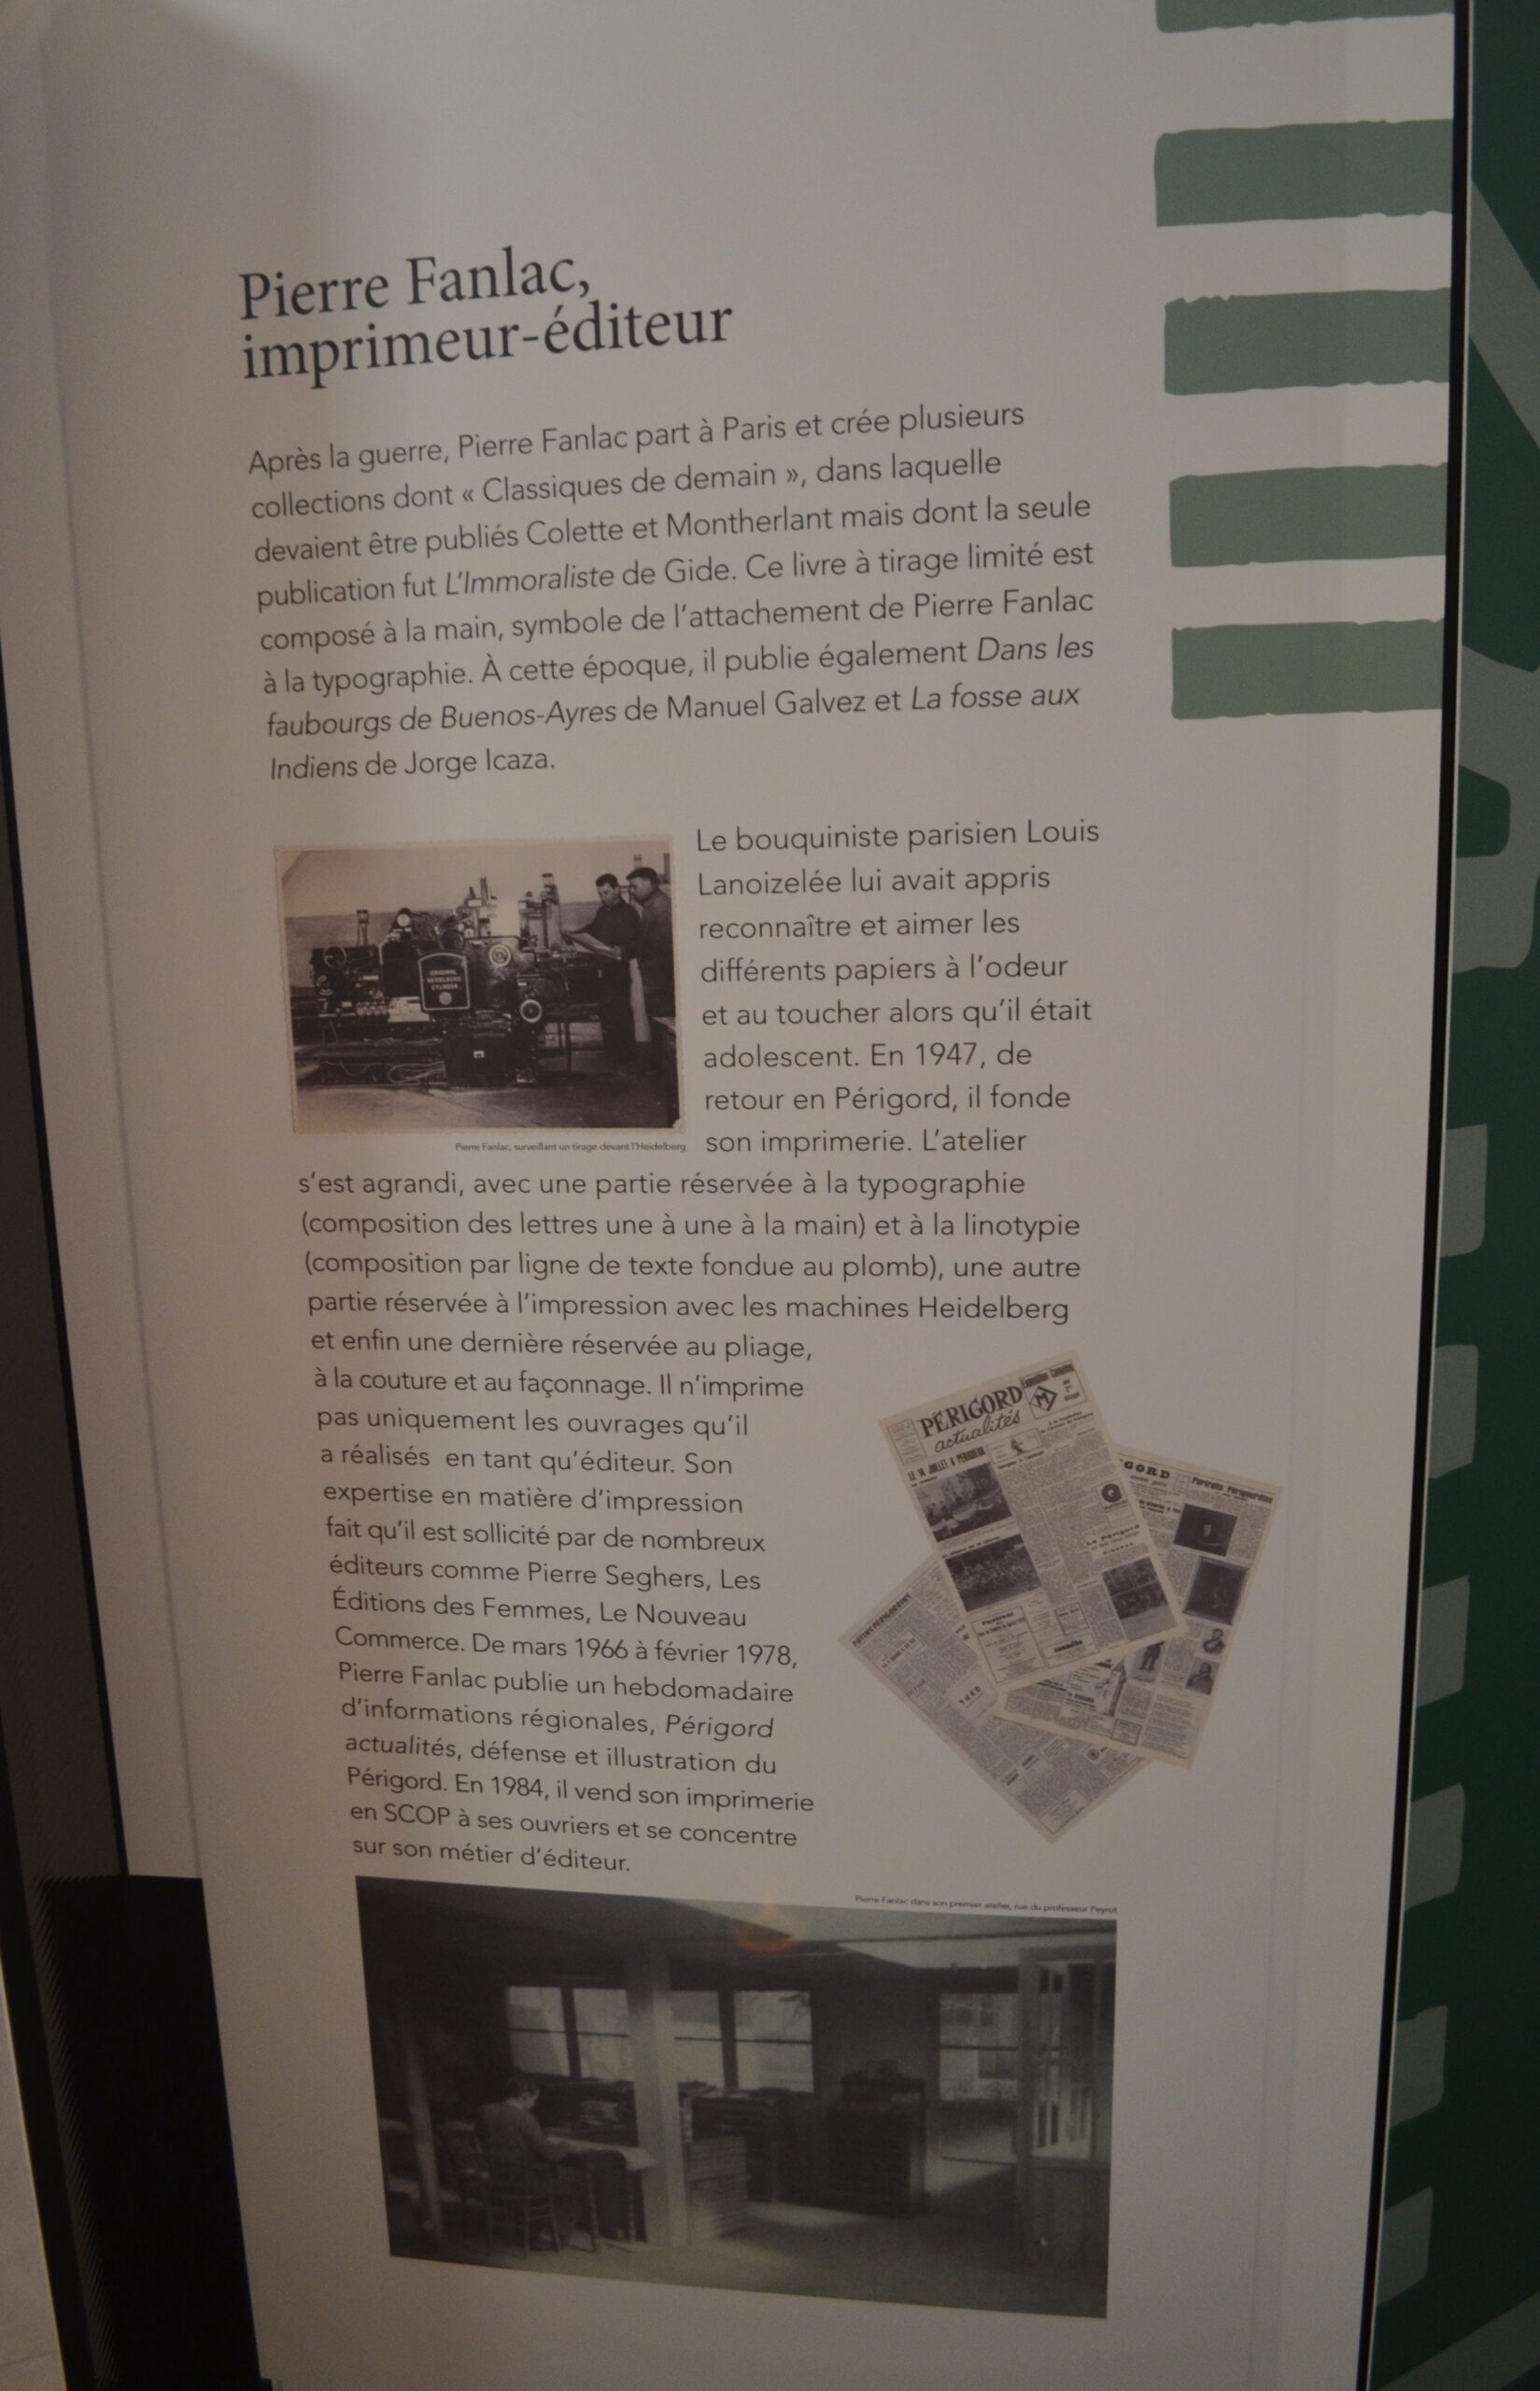 Pierre Fanlac,
imprimeur-éditeur
Après la guerre, Pierre Fanlac part à Paris et crée plusieurs
collections dont « Classiques de demain », dans laquelle
devaient être publiés Colette et Montherlant mais dont la seule
publication fut L'Immoraliste de Gide. Ce livre à tirage limité est
composé à la main, symbole de l'attachement de Pierre Fanlac
à la typographie. À cette époque, il publie également Dans les
faubourgs de Buenos-Ayres de Manuel Galvez et La fosse aux
Indiens de Jorge Icaza.
Le bouquiniste parisien Louis
Lanoizelée lui avait appris
reconnaître et aimer les
différents papiers à l'odeur
et au toucher alors qu'il était
adolescent. En 1947, de
retour en Périgord, il fonde
son imprimerie. L'atelier
s'est agrandi, avec une partie réservée à la typographie
(composition des lettres une à une à la main) et à la linotypie
(composition par ligne de texte fondue au plomb), une autre
partie réservée à l'impression avec les machines Heidelberg
et enfin une dernière réservée au pliage,
à la couture et au façonnage. Il n'imprime
pas uniquement les ouvrages qu'il
a réalisés en tant qu'éditeur. Son
expertise en matière d'impression
fait qu'il est sollicité par de nombreux
éditeurs comme Pierre Seghers, Les
Éditions des Femmes, Le Nouveau
Commerce. De mars 1966 à février 1978,
Pierre Fanlac publie un hebdomadaire
d'informations régionales, Périgord
actualités, défense et illustration du
Périgord. En 1984, il vend son imprimerie
en SCOP à ses ouvriers et se concentre
sur son métier d'éditeur.
ORIGINAL
HEIDELBERG
CYLINDER
Pierre Fanlac, surveillant un tirage devant l'Heidelberg
PÉRIGORD
actualités
LE 14 JUILLET A PERIGUEUX
Le Périgord
Festival
GORD
Portraits Périgourdins
Pierre Fanlac dans son premier atelier, rue du professeur Peyrot